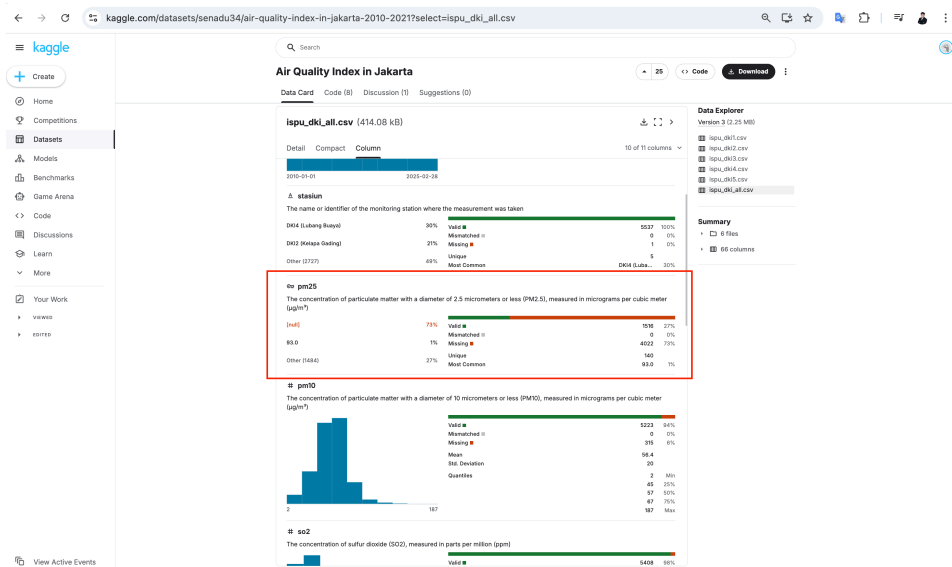 kaggle.com/datasets/senadu34/air-quality-index-in-jakarta-2010-2021?select=ispu_dki_all.csv
kaggle
Search
Create
Home
Competitions
Datasets
Models
Benchmarks
Game Arena
Code
Discussions
Learn
More
Your Work
VIEWED
EDITED
View Active Events
Air Quality Index in Jakarta
25
Code
Download
Data Card Code (8) Discussion (1) Suggestions (0)
ispu_dki_all.csv (414.08 kB)
Detail Compact Column
10 of 11 columns
2010-01-01 2025-02-28
stasiun
The name or identifier of the monitoring station where the measurement was taken
DKI4 (Lubang Buaya) 30%
DKI2 (Kelapa Gading) 21%
Other (2727) 49%
Valid 5537 100%
Mismatched 0 0%
Missing 1 0%
Unique 5
Most Common DKI4 (Luba... 30%
pm25
The concentration of particulate matter with a diameter of 2.5 micrometers or less (PM2.5), measured in micrograms per cubic meter
(µg/m³)
[null] 73%
93.0 1%
Other (1484) 27%
Valid 1516 27%
Mismatched 0 0%
Missing 4022 73%
Unique 140
Most Common 93.0 1%
# pm10
The concentration of particulate matter with a diameter of 10 micrometers or less (PM10), measured in micrograms per cubic meter
(µg/m³)
2 187
Valid 5223 94%
Mismatched 0 0%
Missing 315 6%
Mean 56.4
Std. Deviation 20
Quantiles 2 Min
45 25%
57 50%
67 75%
187 Max
# so2
The concentration of sulfur dioxide (SO2), measured in parts per million (ppm)
Valid 5408 98%
Data Explorer
Version 3 (2.25 MB)
ispu_dki1.csv
ispu_dki2.csv
ispu_dki3.csv
ispu_dki4.csv
ispu_dki5.csv
ispu_dki_all.csv
Summary
6 files
66 columns